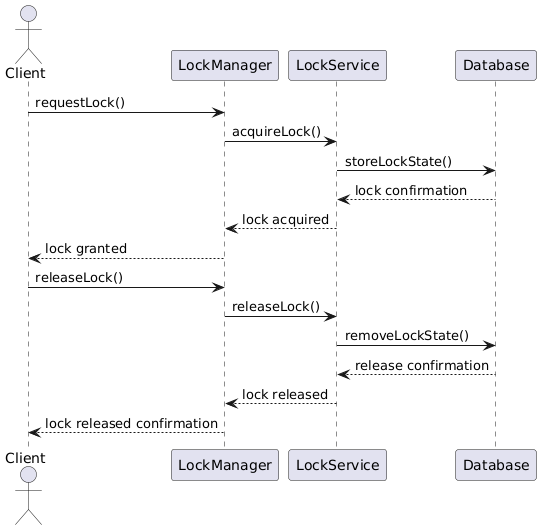 Client
LockManager
LockService
Database
requestLock()
acquireLock()
storeLockState()
lock confirmation
lock acquired
lock granted
releaseLock()
releaseLock()
removeLockState()
release confirmation
lock released
lock released confirmation
Client
LockManager
LockService
Database